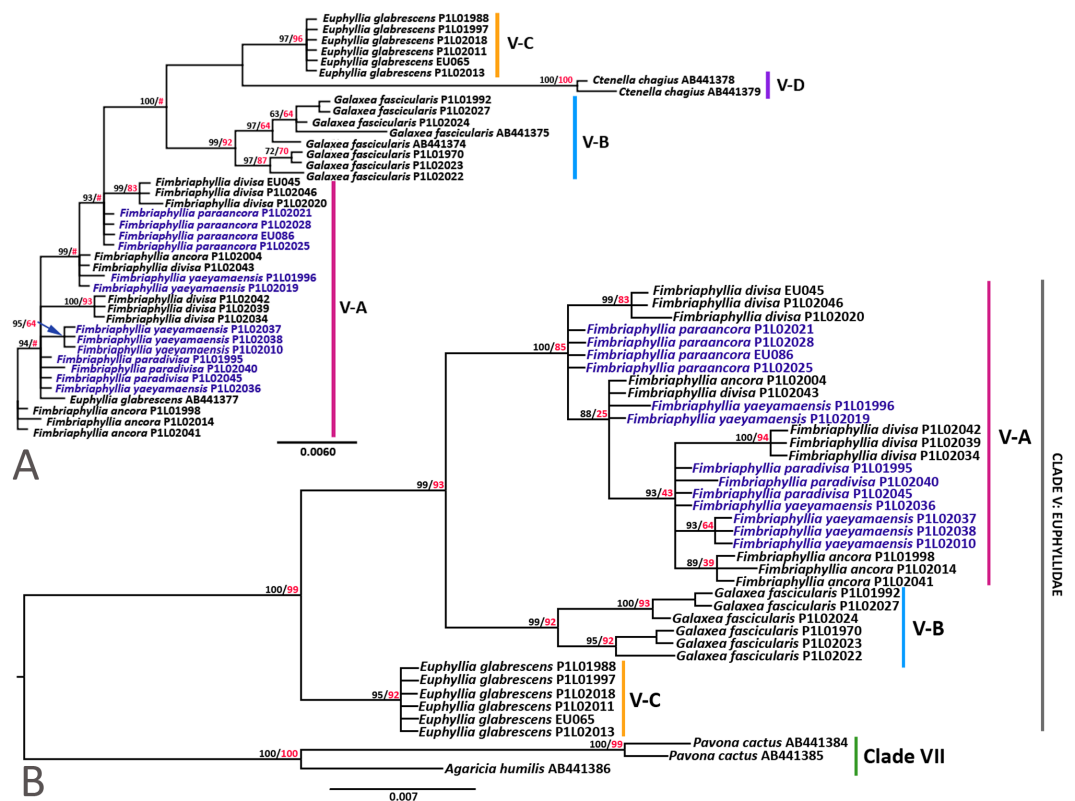 Euphyllia glabrescens P1L01988
Euphyllia glabrescens P1L01997
Euphyllia glabrescens P1L02018
Euphyllia glabrescens P1L02011
Euphyllia glabrescens EU065
Euphyllia glabrescens P1L02013
97/96
V-C
100/100
Ctenella chagius AB441378
Ctenella chagius AB441379
V-D
100/#
Galaxea fascicularis P1L01992
Galaxea fascicularis P1L02027
63/64
Galaxea fascicularis P1L02024
97/64
Galaxea fascicularis AB441375
99/92
Galaxea fascicularis AB441374
72/70
Galaxea fascicularis P1L01970
97/87
Galaxea fascicularis P1L02023
Galaxea fascicularis P1L02022
V-B
Fimbriaphyllia divisa EU045
99/83
Fimbriaphyllia divisa P1L02046
93/#
Fimbriaphyllia divisa P1L02020
Fimbriaphyllia paraancora P1L02021
Fimbriaphyllia paraancora P1L02028
Fimbriaphyllia paraancora EU086
Fimbriaphyllia paraancora P1L02025
99/#
Fimbriaphyllia ancora P1L02004
Fimbriaphyllia divisa P1L02043
Fimbriaphyllia yaeyamaensis P1L01996
Fimbriaphyllia yaeyamaensis P1L02019
100/93
Fimbriaphyllia divisa P1L02042
Fimbriaphyllia divisa P1L02039
Fimbriaphyllia divisa P1L02034
V-A
95/64
Fimbriaphyllia yaeyamaensis P1L02037
Fimbriaphyllia yaeyamaensis P1L02038
94/#
Fimbriaphyllia yaeyamaensis P1L02010
Fimbriaphyllia paradivisa P1L01995
Fimbriaphyllia paradivisa P1L02040
Fimbriaphyllia paradivisa P1L02045
Fimbriaphyllia yaeyamaensis P1L02036
Euphyllia glabrescens AB441377
Fimbriaphyllia ancora P1L01998
Fimbriaphyllia ancora P1L02014
Fimbriaphyllia ancora P1L02041
0.0060
A
99/83
Fimbriaphyllia divisa EU045
Fimbriaphyllia divisa P1L02046
Fimbriaphyllia divisa P1L02020
Fimbriaphyllia paraancora P1L02021
Fimbriaphyllia paraancora P1L02028
100/85
Fimbriaphyllia paraancora EU086
Fimbriaphyllia paraancora P1L02025
Fimbriaphyllia ancora P1L02004
Fimbriaphyllia divisa P1L02043
88/25
Fimbriaphyllia yaeyamaensis P1L01996
Fimbriaphyllia yaeyamaensis P1L02019
100/94
Fimbriaphyllia divisa P1L02042
Fimbriaphyllia divisa P1L02039
Fimbriaphyllia divisa P1L02034
V-A
Fimbriaphyllia paradivisa P1L01995
Fimbriaphyllia paradivisa P1L02040
93/43
Fimbriaphyllia paradivisa P1L02045
Fimbriaphyllia yaeyamaensis P1L02036
93/64
Fimbriaphyllia yaeyamaensis P1L02037
Fimbriaphyllia yaeyamaensis P1L02038
Fimbriaphyllia yaeyamaensis P1L02010
89/39
Fimbriaphyllia ancora P1L01998
Fimbriaphyllia ancora P1L02014
Fimbriaphyllia ancora P1L02041
99/93
100/99
Galaxea fascicularis P1L01992
100/93
Galaxea fascicularis P1L02027
99/92
Galaxea fascicularis P1L02024
Galaxea fascicularis P1L01970
95/92
Galaxea fascicularis P1L02023
Galaxea fascicularis P1L02022
V-B
Euphyllia glabrescens P1L01988
Euphyllia glabrescens P1L01997
95/92
Euphyllia glabrescens P1L02018
Euphyllia glabrescens P1L02011
Euphyllia glabrescens EU065
Euphyllia glabrescens P1L02013
V-C
CLADE V: EUPHYLLIDAE
100/100
100/99
Pavona cactus AB441384
Pavona cactus AB441385
Agaricia humilis AB441386
Clade VII
B
0.007